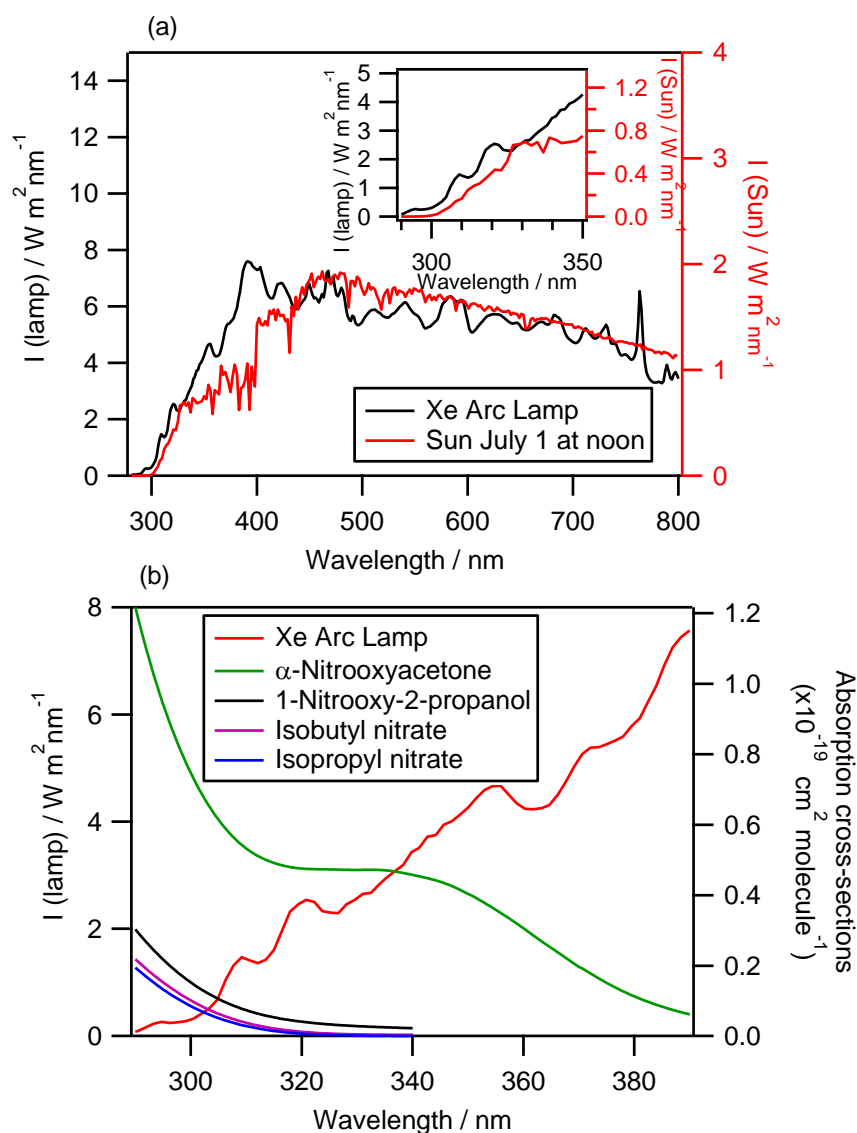 (a)
14
12
10
8
6
4
2
0
I (lamp) / W m2 nm-1
4
3
2
1
0
I (Sun) / W m2 nm-1
5
4
3
2
1
0
I (lamp) / W m2 nm-1
1.2
0.8
0.4
0.0
I (Sun) / W m2 nm-1
300
350
Wavelength / nm
Xe Arc Lamp
Sun July 1 at noon
300 400 500 600 700 800
Wavelength / nm
(b)
8
6
4
2
0
I (lamp) / W m2 nm-1
Xe Arc Lamp
α-Nitrooxyacetone
1-Nitrooxy-2-propanol
Isobutyl nitrate
Isopropyl nitrate
1.2
1.0
0.8
0.6
0.4
0.2
0.0
Absorption cross-sections
(x10-19 cm2 molecule-1)
300 320 340 360 380
Wavelength / nm